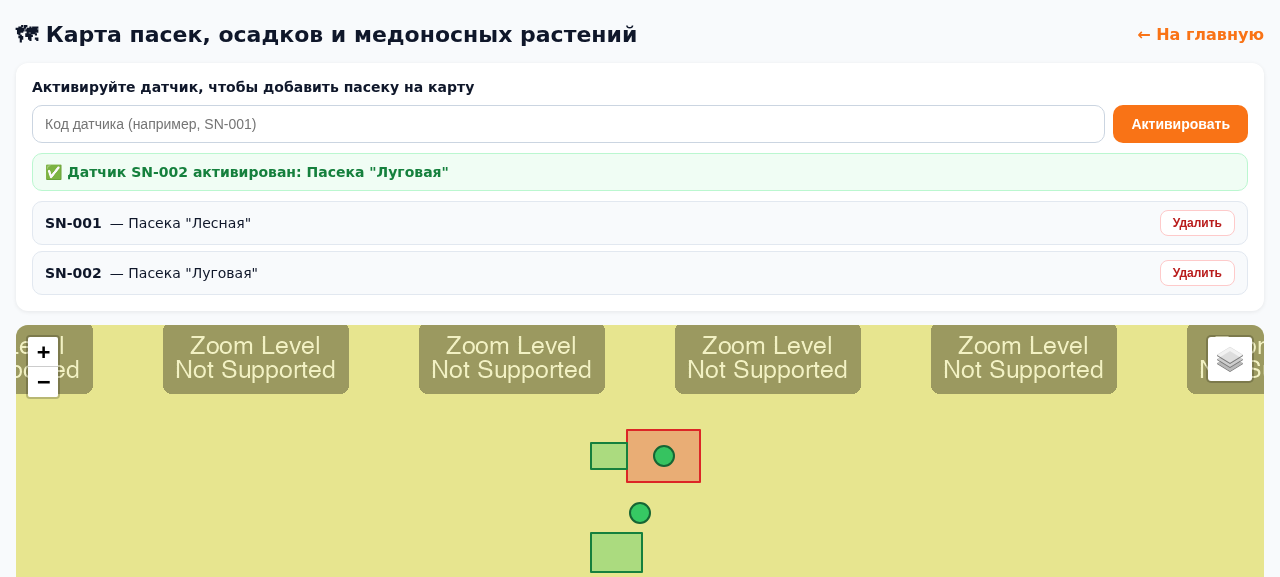 🗺 Карта пасек, осадков и медоносных растений
← На главную
Активируйте датчик, чтобы добавить пасеку на карту
Код датчика (например, SN-001)
Активировать
✅ Датчик SN-002 активирован: Пасека "Луговая"
SN-001 — Пасека "Лесная"
Удалить
SN-002 — Пасека "Луговая"
Удалить
+
−
Zoom Level
Not Supported
Zoom Level
Not Supported
Zoom Level
Not Supported
Zoom Level
Not Supported